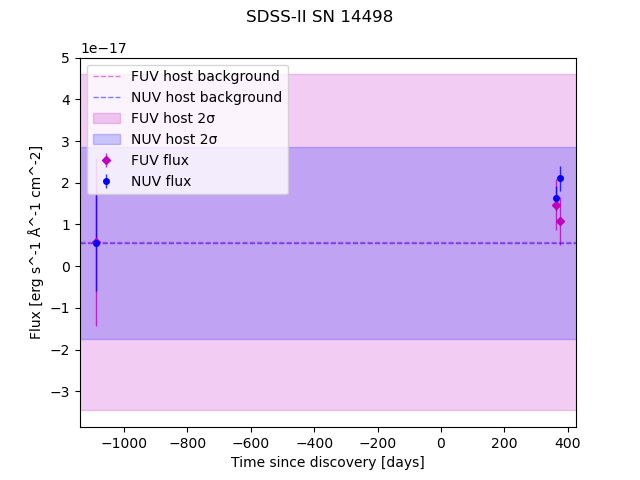 SDSS-II SN 14498
1e−17
FUV host background
NUV host background
FUV host 2σ
NUV host 2σ
FUV flux
NUV flux
5
4
3
2
1
0
−1
−2
−3
Flux [erg s^-1 Å^-1 cm^-2]
−1000
−800
−600
−400
−200
0
200
400
Time since discovery [days]